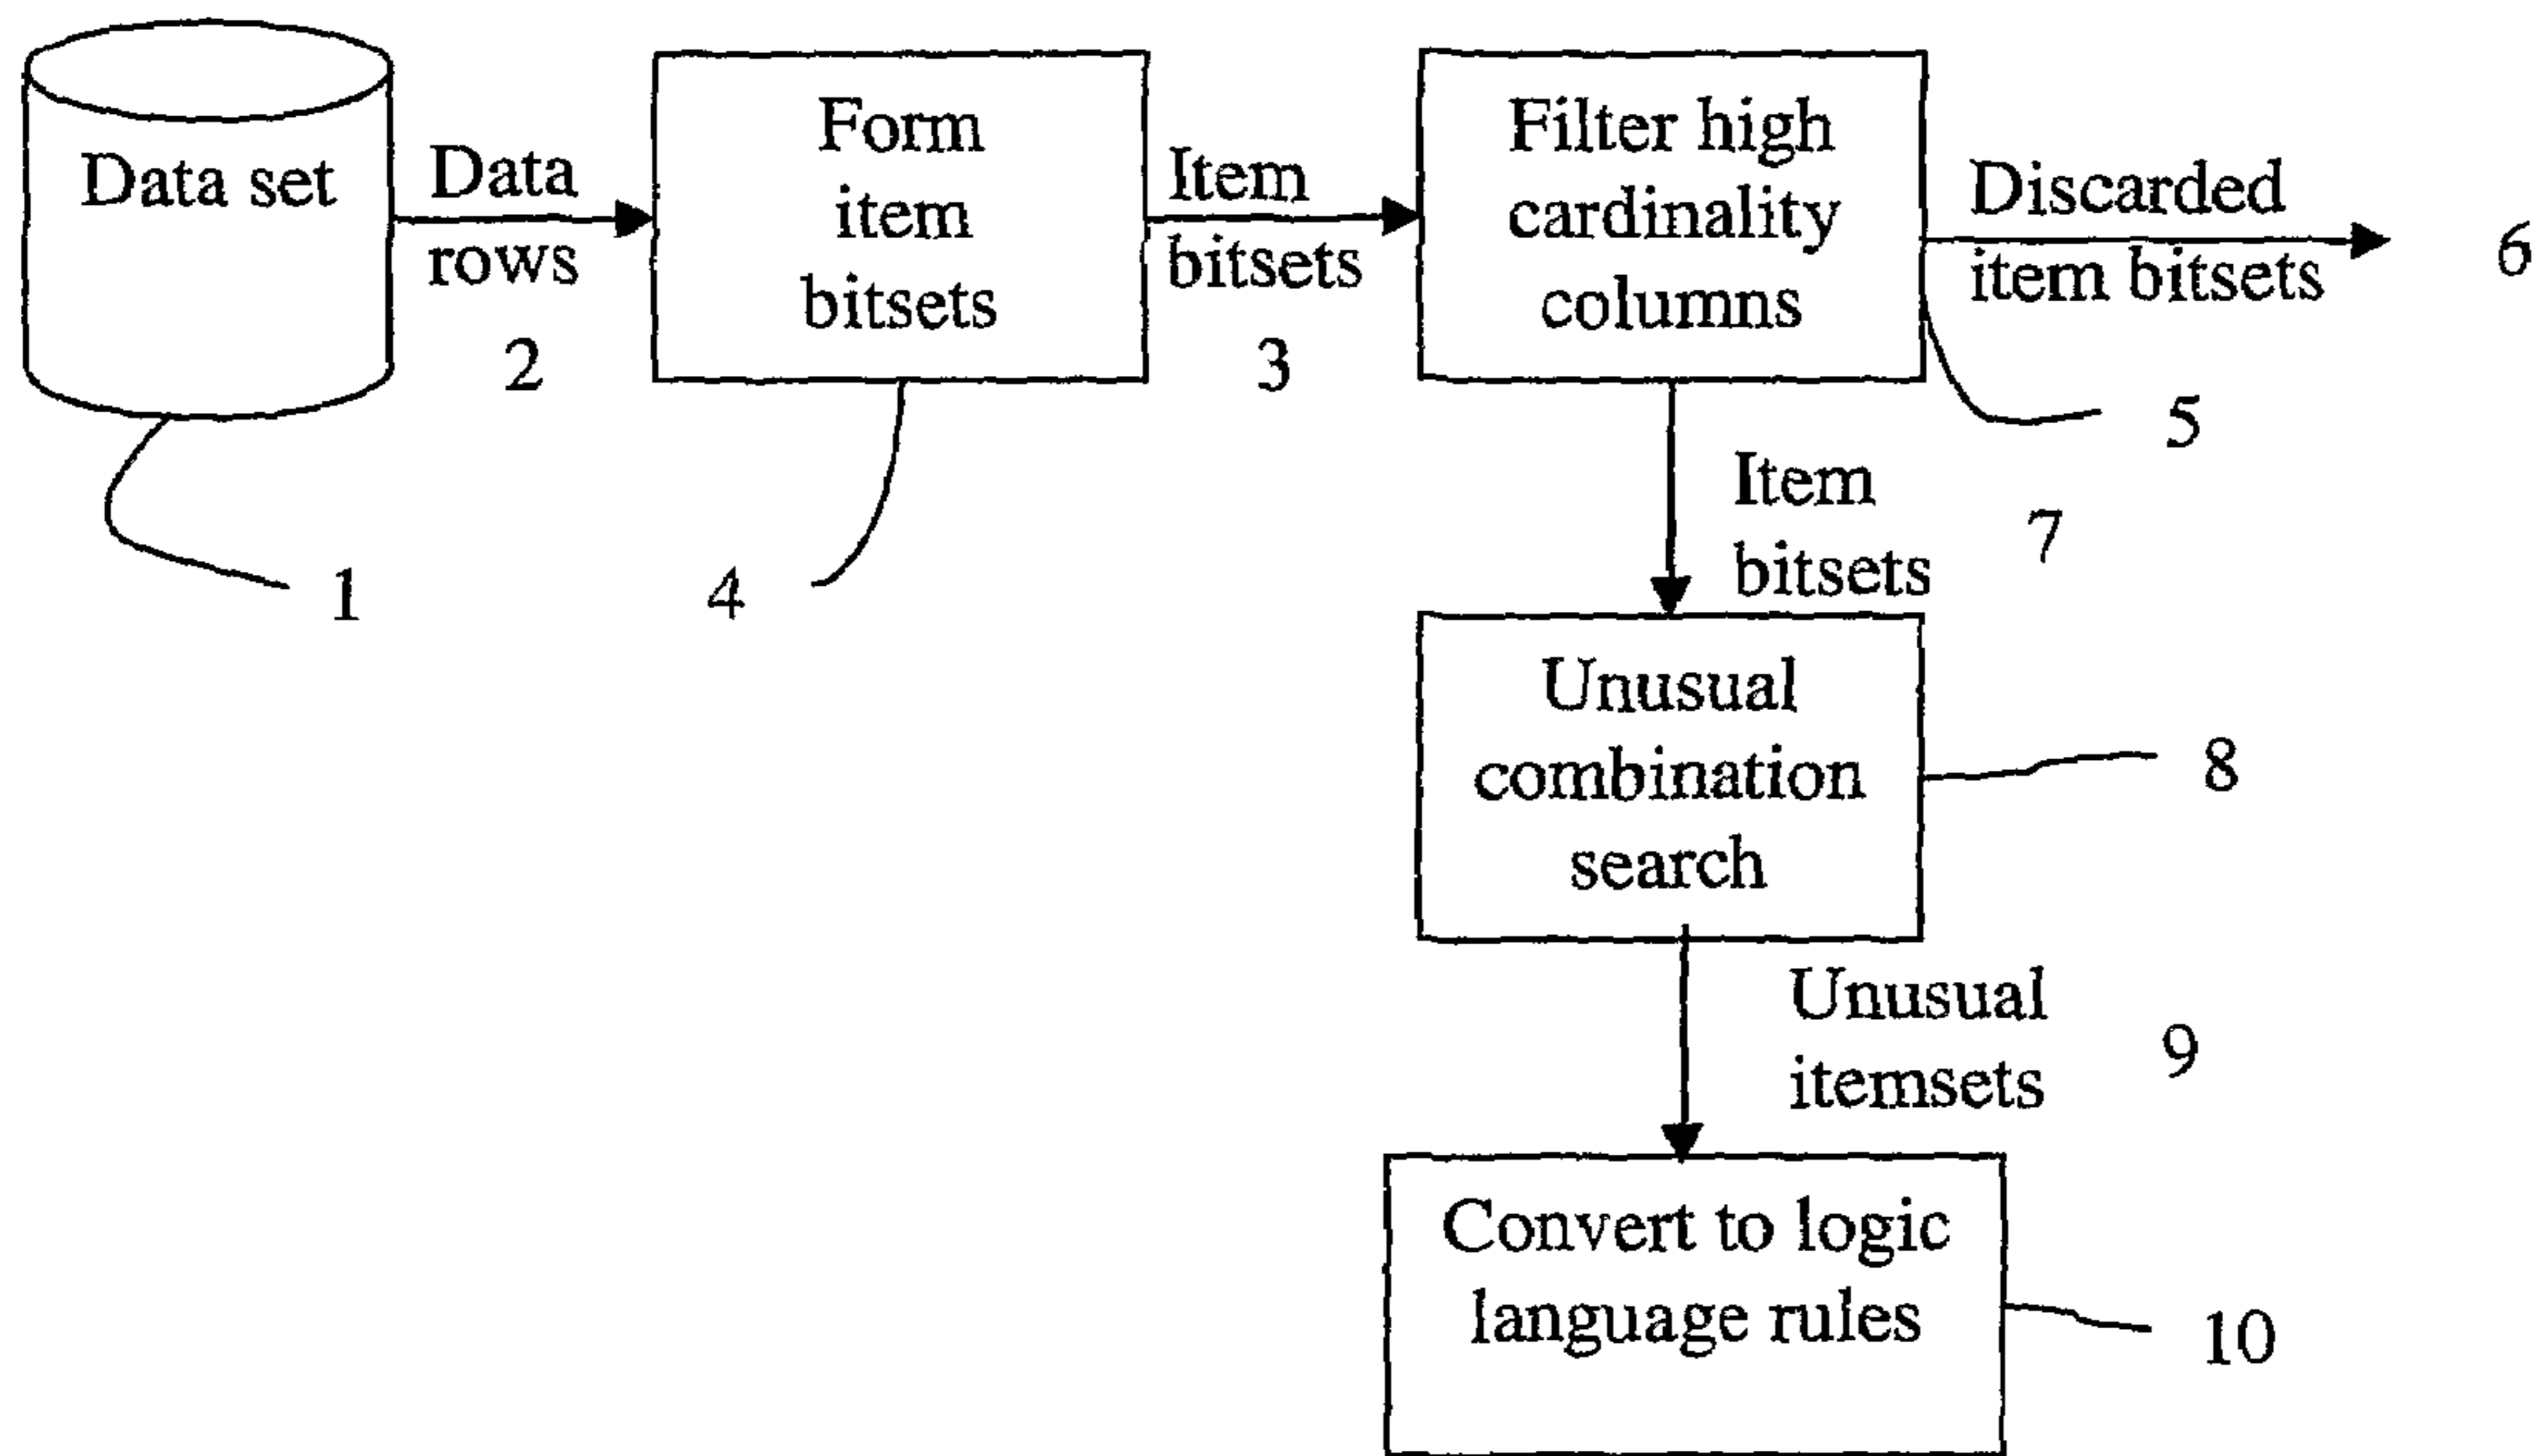 Data set
Data
rows
2
1
Form
item
bitsets
4
Item
bitsets
3
Filter high
cardinality
columns
5
Discarded
item bitsets
6
Item
bitsets
7
Unusual
combination
search
8
Unusual
itemsets
9
Convert to logic
language rules
10